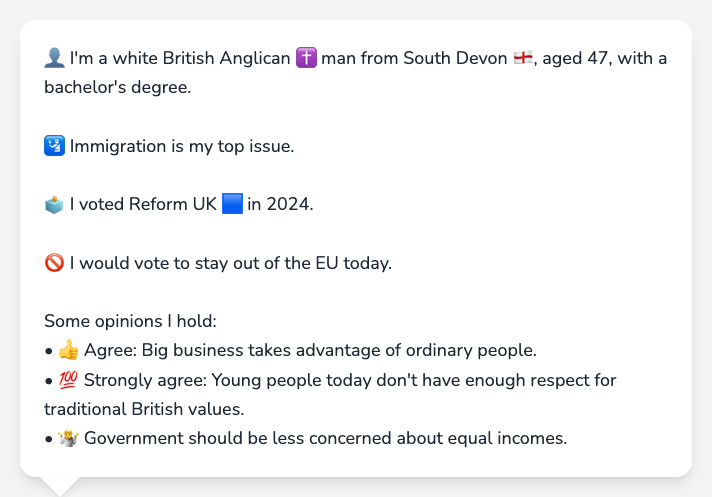 👤 I'm a white British Anglican ✝️ man from South Devon 🏴󠁧󠁢󠁥󠁮󠁧󠁿, aged 47, with a
bachelor's degree.
🛂 Immigration is my top issue.
🗳️ I voted Reform UK 🟦 in 2024.
🚫 I would vote to stay out of the EU today.
Some opinions I hold:
• 👍 Agree: Big business takes advantage of ordinary people.
• 💯 Strongly agree: Young people today don't have enough respect for
traditional British values.
• 🤷 Government should be less concerned about equal incomes.